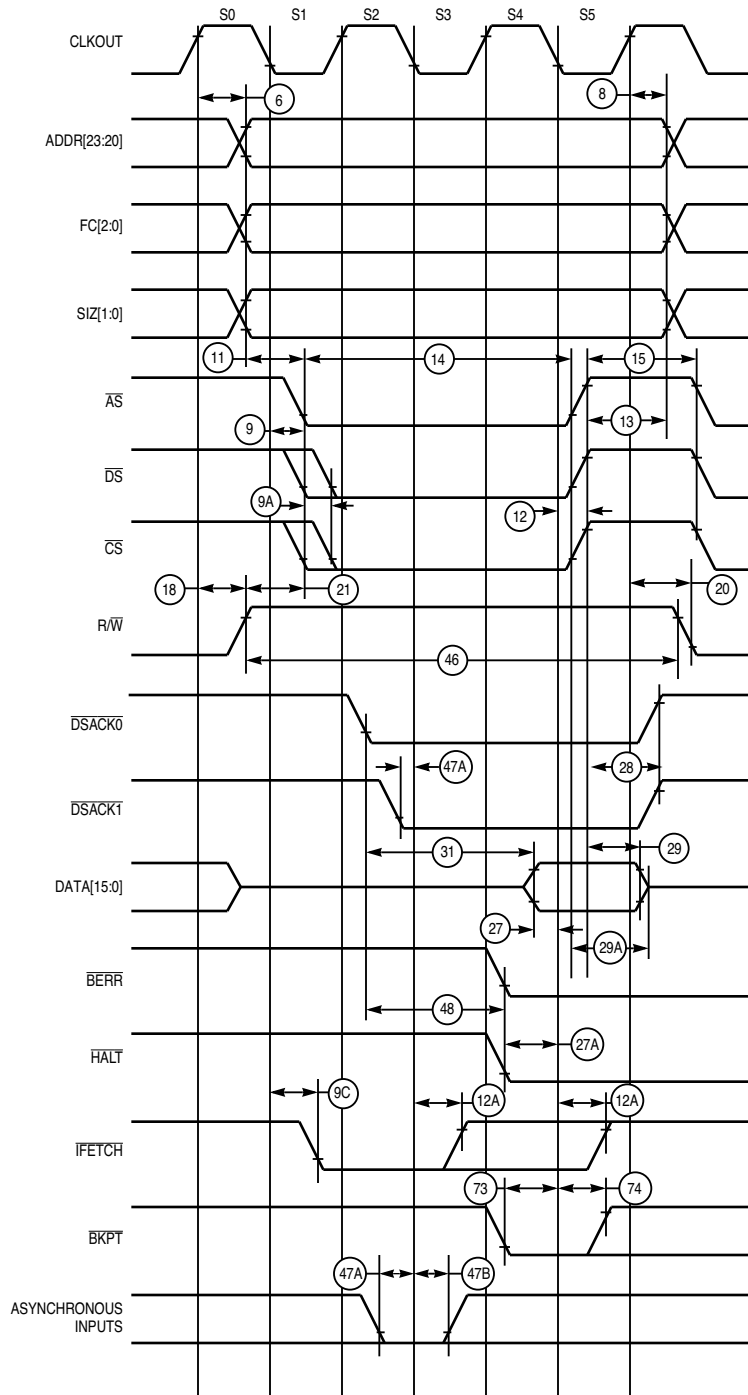 S0 S1 S2 S3 S4 S5
CLKOUT
6 8
ADDR[23:20]
FC[2:0]
SIZ[1:0]
11 14 15
AS
9 13
DS
9A 12
CS
18 21 20
R/W
46
DSACK0
47A 28
DSACK1
31 29
DATA[15:0]
27 29A
BERR
48
HALT 27A
9C 12A 12A
IFETCH
73 74
BKPT
47A 47B
ASYNCHRONOUS
INPUTS